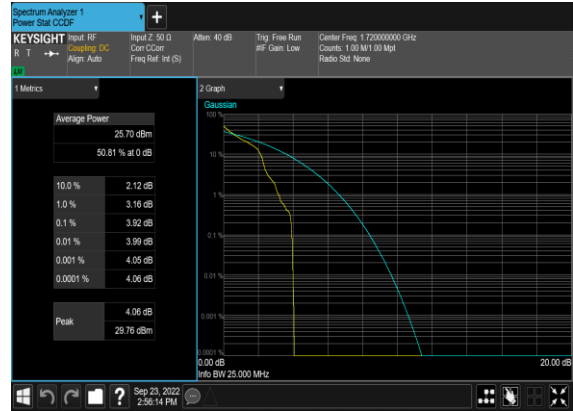 Spectrum Analyzer 1
Power Stat CCDF
KEYSIGHT
R T
LXI
Input: RF
Coupling: DC
Align: Auto
Input Z: 50 Ω
Corr CCorr
Freq Ref: Int (S)
Atten: 40 dB
Trig: Free Run
#IF Gain: Low
Center Freq: 1.720000000 GHz
Counts: 1.00 M/1.00 Mpt
Radio Std: None
1 Metrics
Average Power
25.70 dBm
50.81 % at 0 dB
10.0 % 2.12 dB
1.0 % 3.16 dB
0.1 % 3.92 dB
0.01 % 3.99 dB
0.001 % 4.05 dB
0.0001 % 4.06 dB
Peak
4.06 dB
29.76 dBm
2 Graph
Gaussian
100 %
10 %
1 %
0.1 %
0.01 %
0.001 %
0.0001 %
0.00 dB
20.00 dB
Info BW 25.000 MHz
Sep 23, 2022
2:56:14 PM